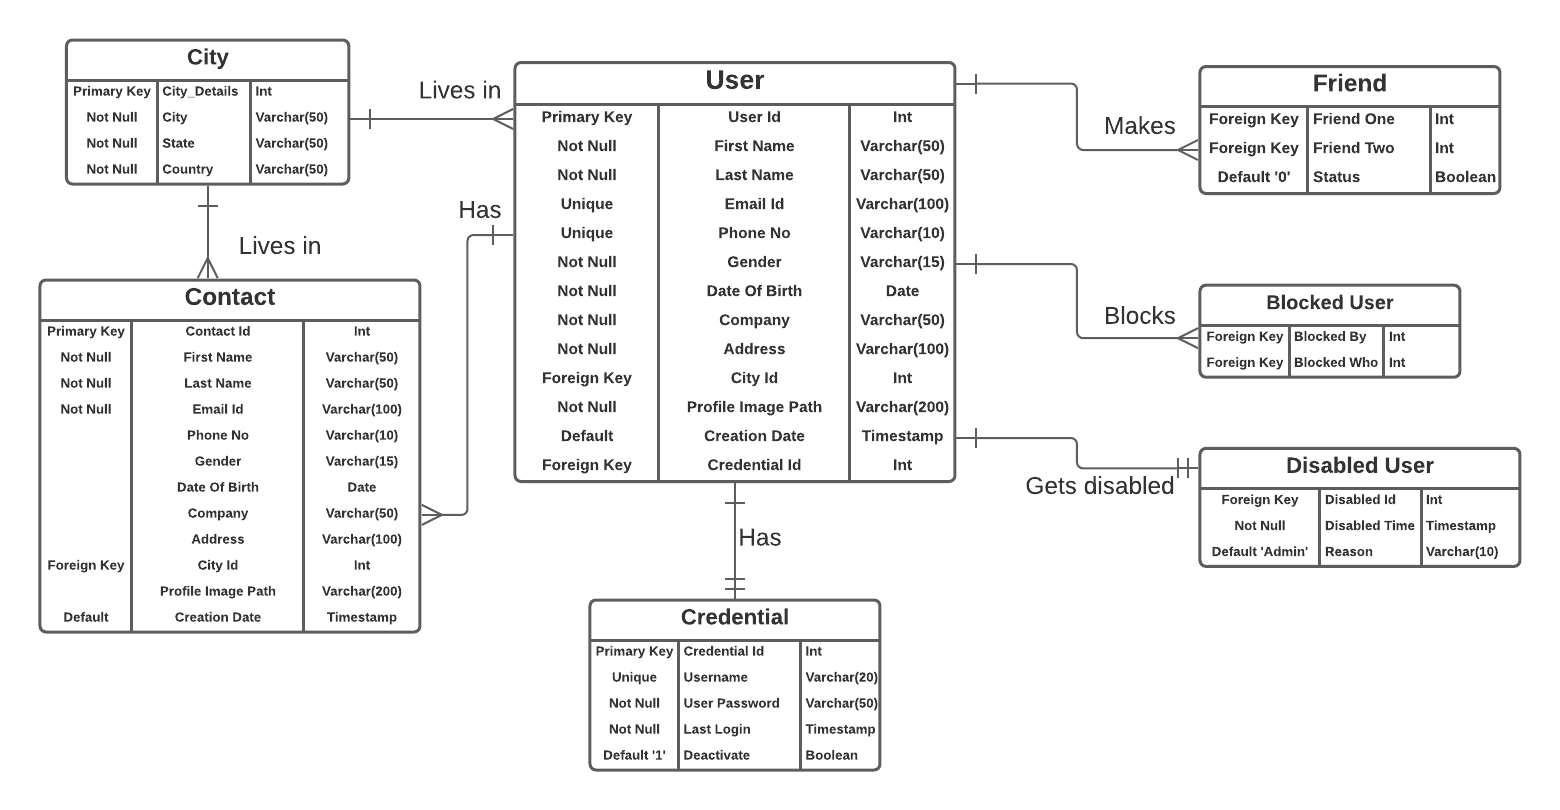 City
Primary Key City_Details Int
Not Null City Varchar(50)
Not Null State Varchar(50)
Not Null Country Varchar(50)
Lives in
Lives in
Contact
Primary Key Contact Id Int
Not Null First Name Varchar(50)
Not Null Last Name Varchar(50)
Not Null Email Id Varchar(100)
Phone No Varchar(10)
Gender Varchar(15)
Date Of Birth Date
Company Varchar(50)
Address Varchar(100)
Foreign Key City Id Int
Profile Image Path Varchar(200)
Default Creation Date Timestamp
Has
User
Primary Key User Id Int
Not Null First Name Varchar(50)
Not Null Last Name Varchar(50)
Unique Email Id Varchar(100)
Unique Phone No Varchar(10)
Not Null Gender Varchar(15)
Not Null Date Of Birth Date
Not Null Company Varchar(50)
Not Null Address Varchar(100)
Foreign Key City Id Int
Not Null Profile Image Path Varchar(200)
Default Creation Date Timestamp
Foreign Key Credential Id Int
Has
Credential
Primary Key Credential Id Int
Unique Username Varchar(20)
Not Null User Password Varchar(50)
Not Null Last Login Timestamp
Default '1' Deactivate Boolean
Makes
Friend
Foreign Key Friend One Int
Foreign Key Friend Two Int
Default '0' Status Boolean
Blocks
Blocked User
Foreign Key Blocked By Int
Foreign Key Blocked Who Int
Gets disabled
Disabled User
Foreign Key Disabled Id Int
Not Null Disabled Time Timestamp
Default 'Admin' Reason Varchar(10)